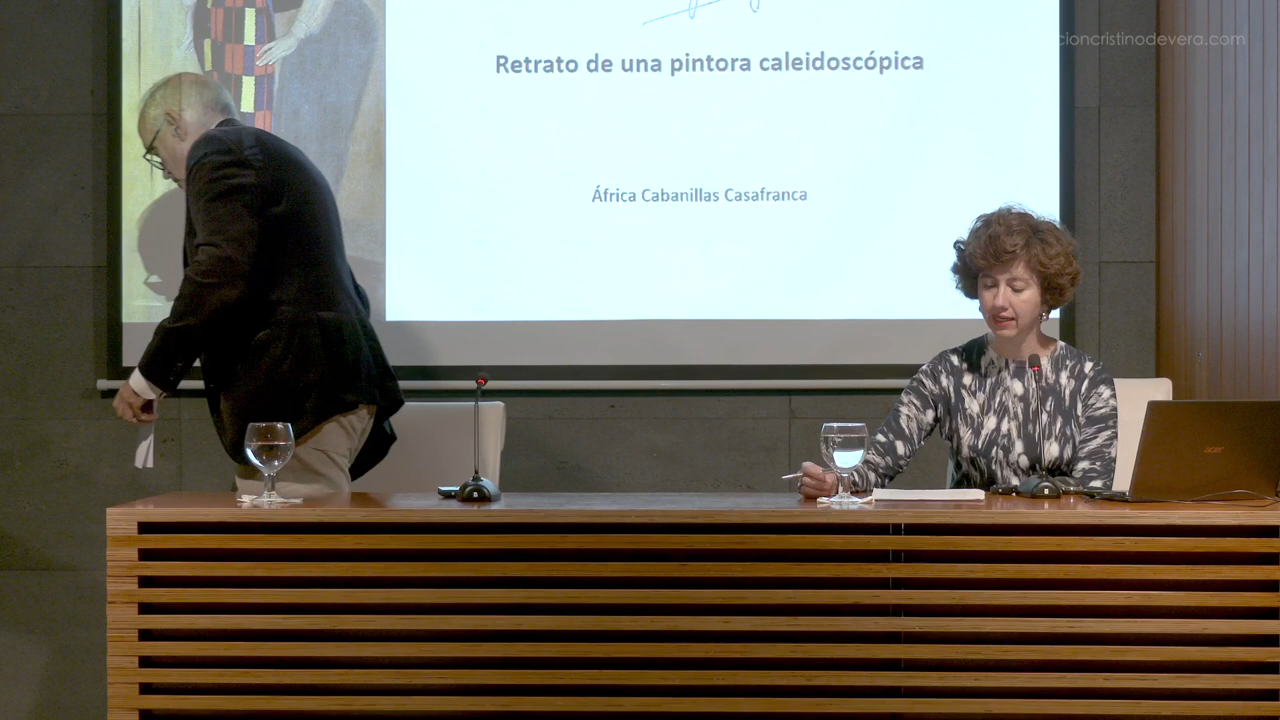 cioncristinodevera.com
Retrato de una pintora caleidoscópica
África Cabanillas Casafranca
acer